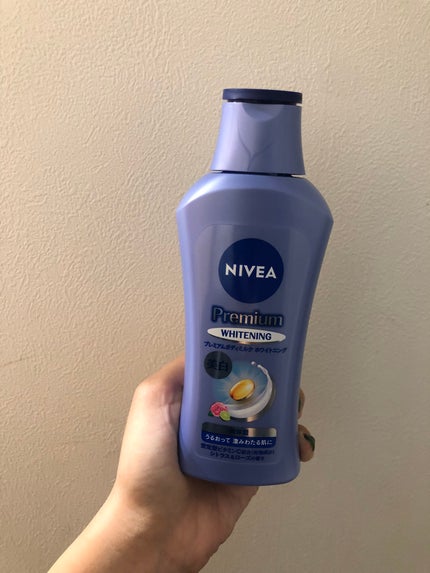 NIVEA
Premium
WHITENING
プレミアムボディミルク ホワイトニング
美白
うるおって 澄みわたる肌に
シトラス&ローズの香り